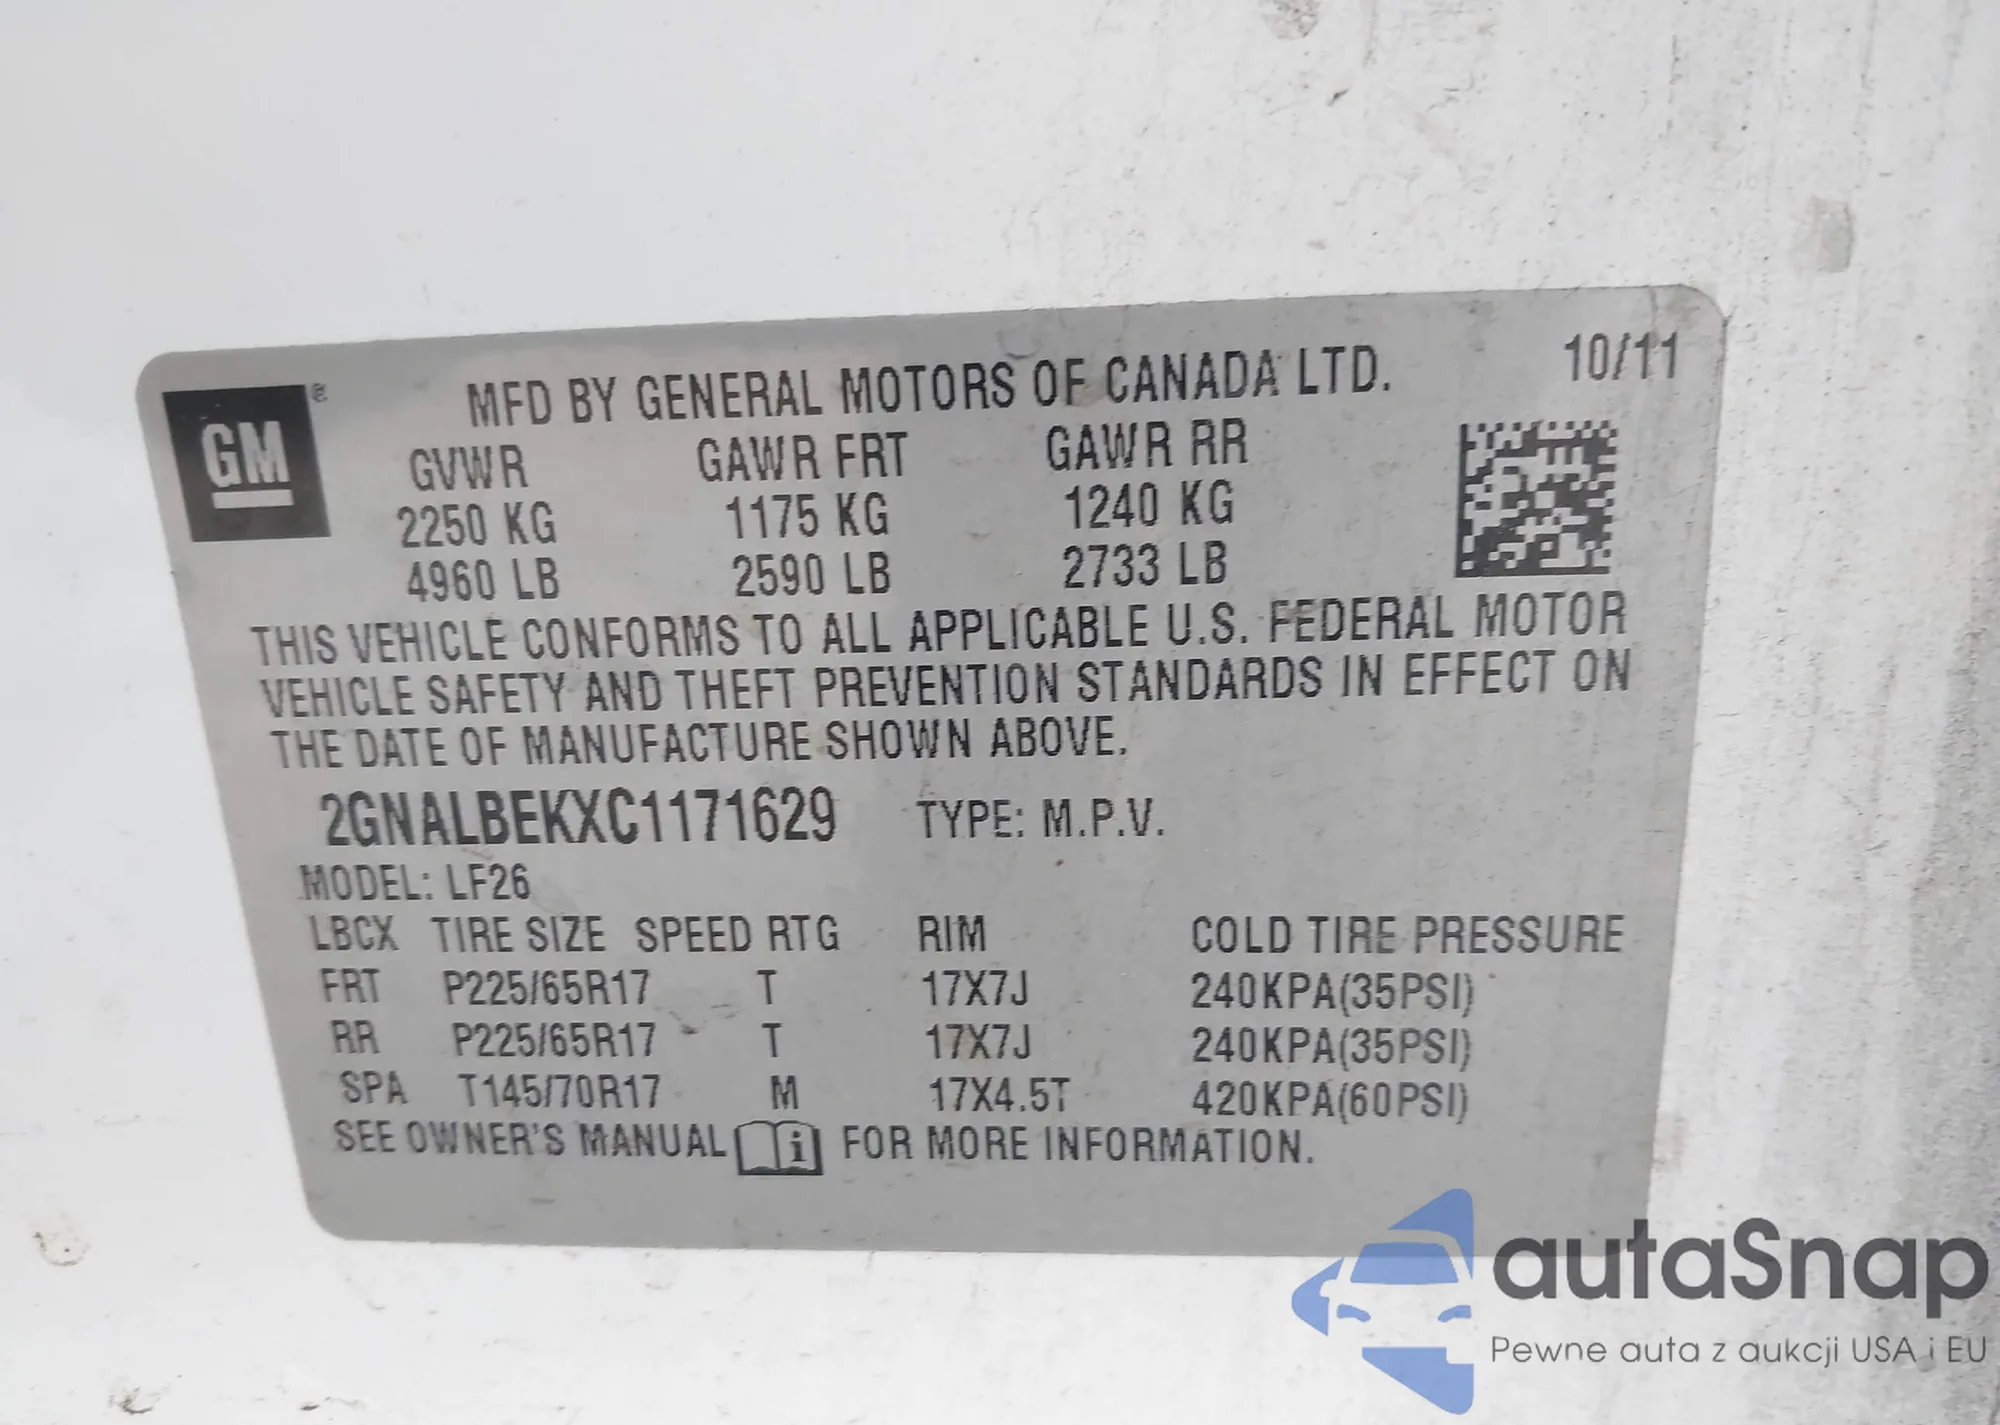 GM ®
MFD BY GENERAL MOTORS OF CANADA LTD. 10/11
GVWR GAWR FRT GAWR RR
2250 KG 1175 KG 1240 KG
4960 LB 2590 LB 2733 LB
THIS VEHICLE CONFORMS TO ALL APPLICABLE U.S. FEDERAL MOTOR
VEHICLE SAFETY AND THEFT PREVENTION STANDARDS IN EFFECT ON
THE DATE OF MANUFACTURE SHOWN ABOVE.
2GNALBEKXC1171629 TYPE: M.P.V.
MODEL: LF26
LBCX TIRE SIZE SPEED RTG RIM COLD TIRE PRESSURE
FRT P225/65R17 T 17X7J 240KPA(35PSI)
RR P225/65R17 T 17X7J 240KPA(35PSI)
SPA T145/70R17 M 17X4.5T 420KPA(60PSI)
SEE OWNER'S MANUAL i FOR MORE INFORMATION.
autaSnap
Pewne auta z aukcji USA i EU